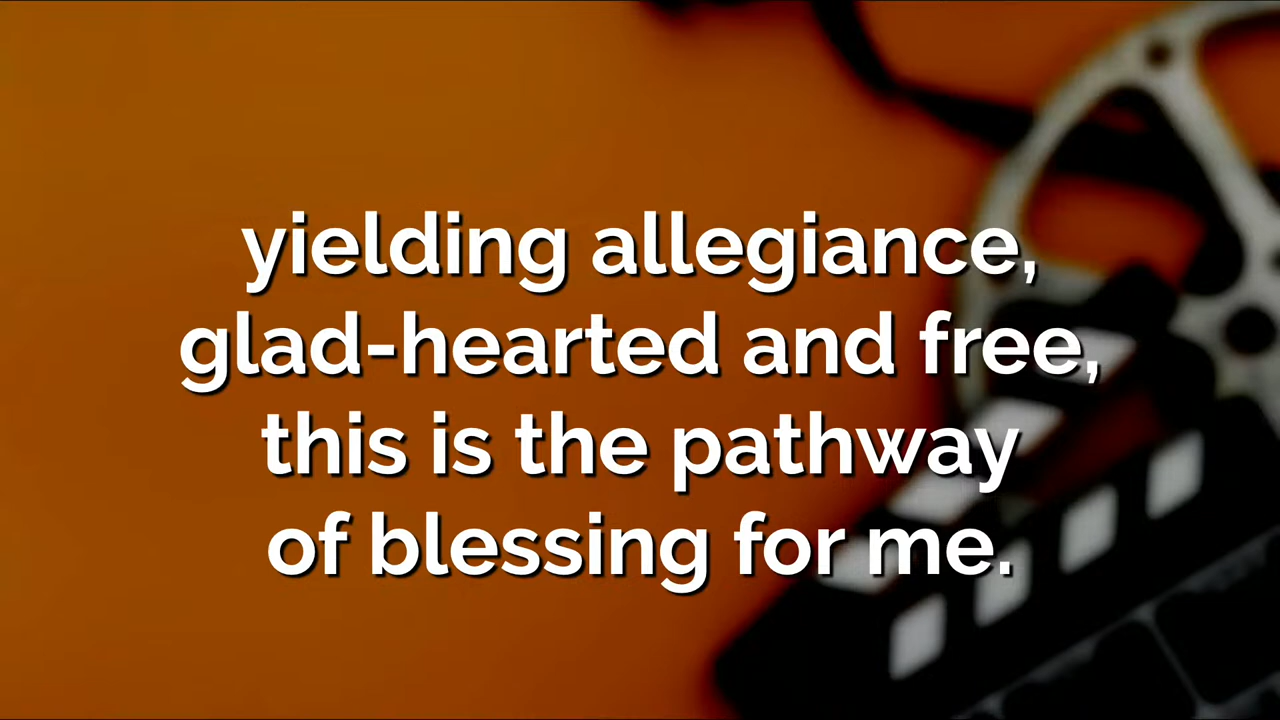 yielding allegiance,
glad-hearted and free,
this is the pathway
of blessing for me.